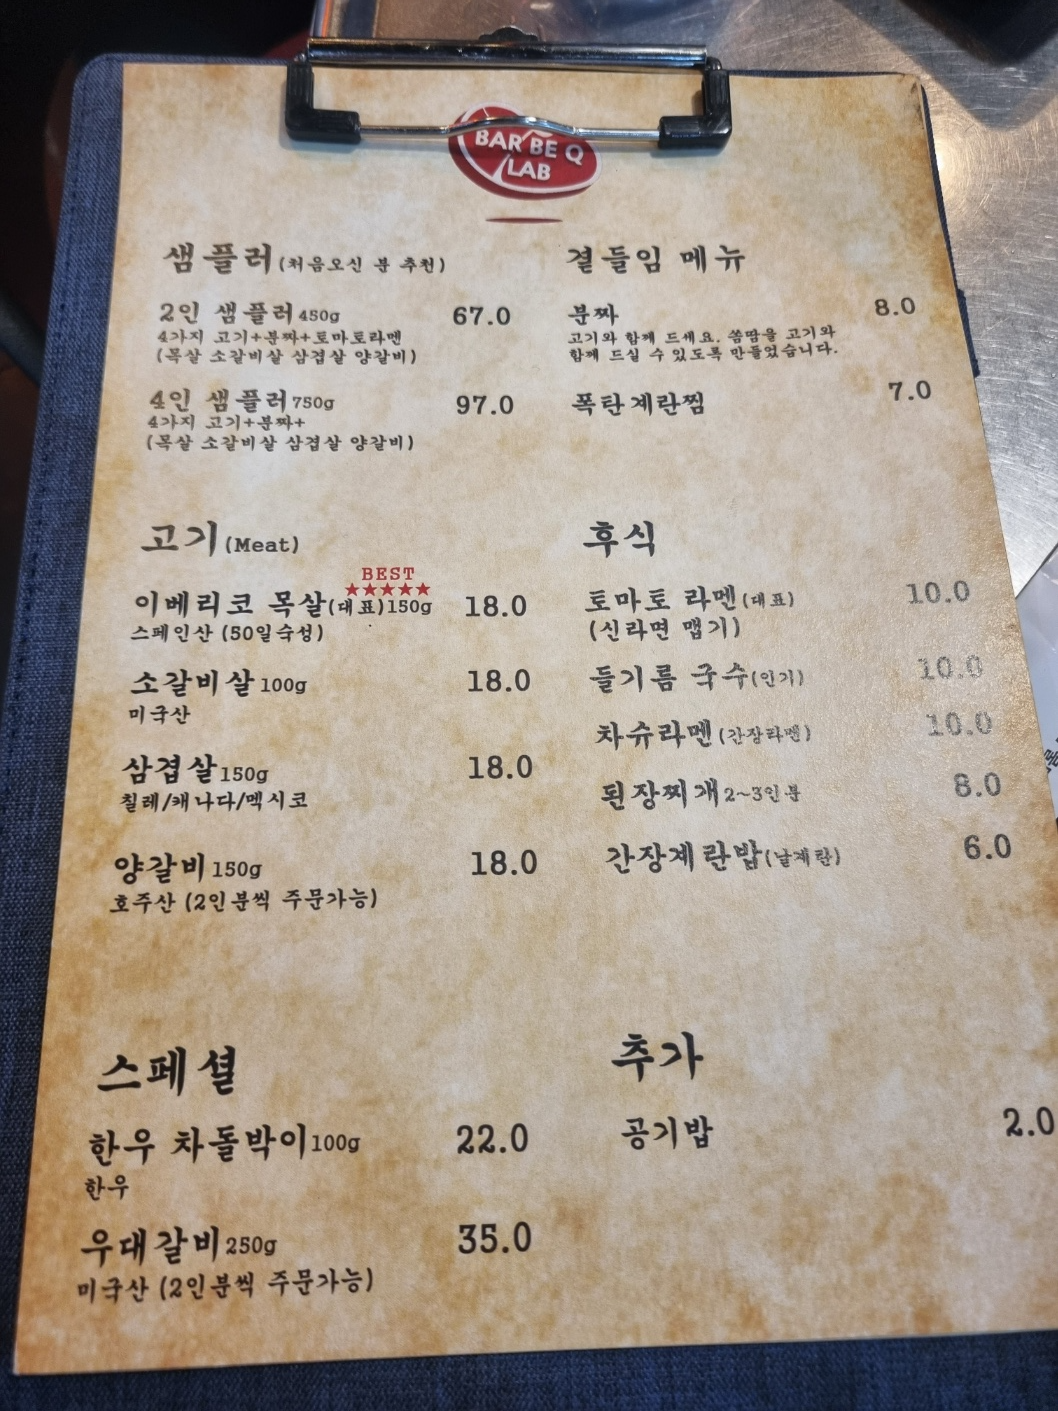 BAR BE Q
LAB
샘플러(처음오신 분 추천)
2인 샘플러450g 67.0
4가지 고기+분짜+토마토라멘
(목살 소갈비살 삼겹살 양갈비)
4인 샘플러750g 97.0
4가지 고기+분짜+
(목살 소갈비살 삼겹살 양갈비)
곁들임 메뉴
분짜 8.0
고기와 함께 드세요. 쏨땀을 고기와
함께 드실 수 있도록 만들었습니다.
폭탄계란찜 7.0
고기(Meat)
BEST
★★★★★
이베리코 목살(대표)150g 18.0
스페인산 (50일숙성)
소갈비살100g 18.0
미국산
삼겹살150g 18.0
칠레/캐나다/멕시코
양갈비150g 18.0
호주산 (2인분씩 주문가능)
후식
토마토 라멘(대표) 10.0
(신라면 맵기)
들기름 국수(인기) 10.0
차슈라멘(간장라멘) 10.0
된장찌개2~3인분 8.0
간장계란밥(날계란) 6.0
스페셜
한우 차돌박이100g 22.0
한우
우대갈비250g 35.0
미국산 (2인분씩 주문가능)
추가
공기밥 2.0